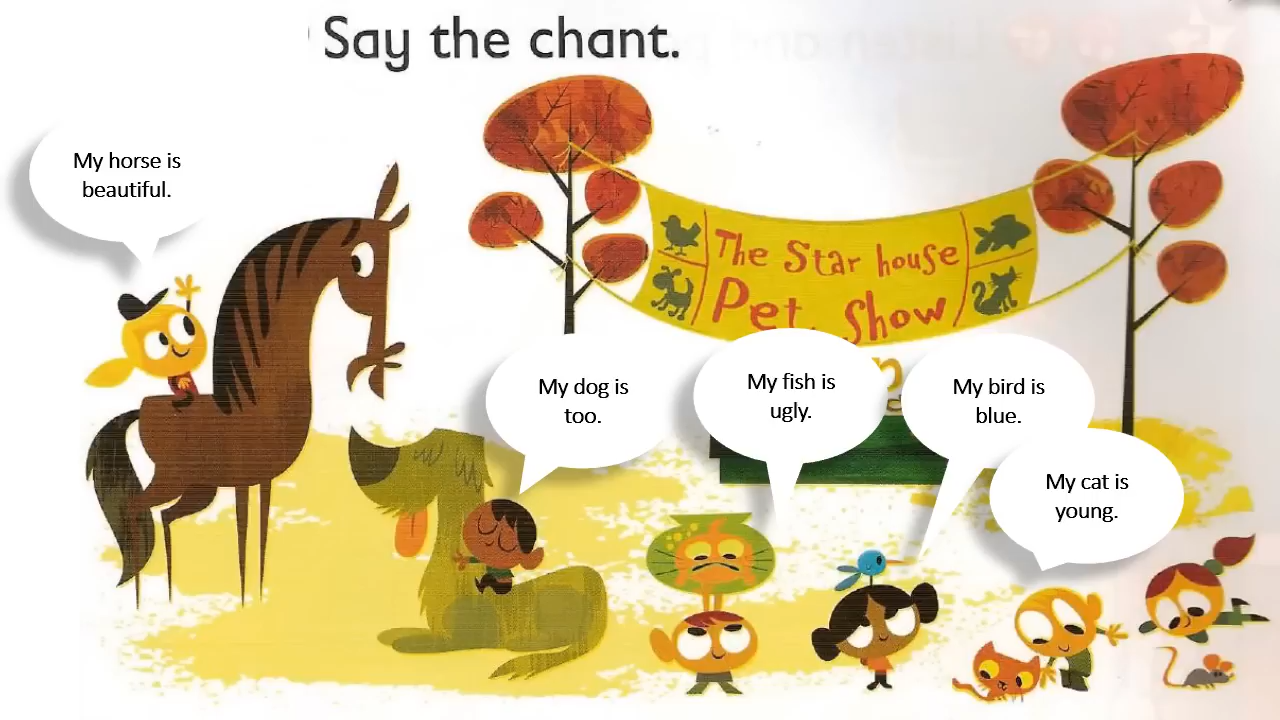 Say the chant.
My horse is
beautiful.
The Star house
Pet Show
My dog is
too.
My fish is
ugly.
My bird is
blue.
My cat is
young.